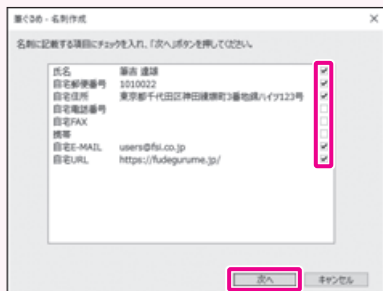 筆ぐるめ - 名刺作成
名刺に記載する項目にチェックを入れ、「次へ」ボタンを押してください。
氏名 筆吉 達雄
自宅郵便番号 1010022
自宅住所 東京都千代田区神田練塀町3番地錦ハイツ123号
自宅電話番号
自宅FAX
携帯
自宅E-MAIL users@fsi.co.jp
自宅URL https://fudegurume.jp/
次へ キャンセル